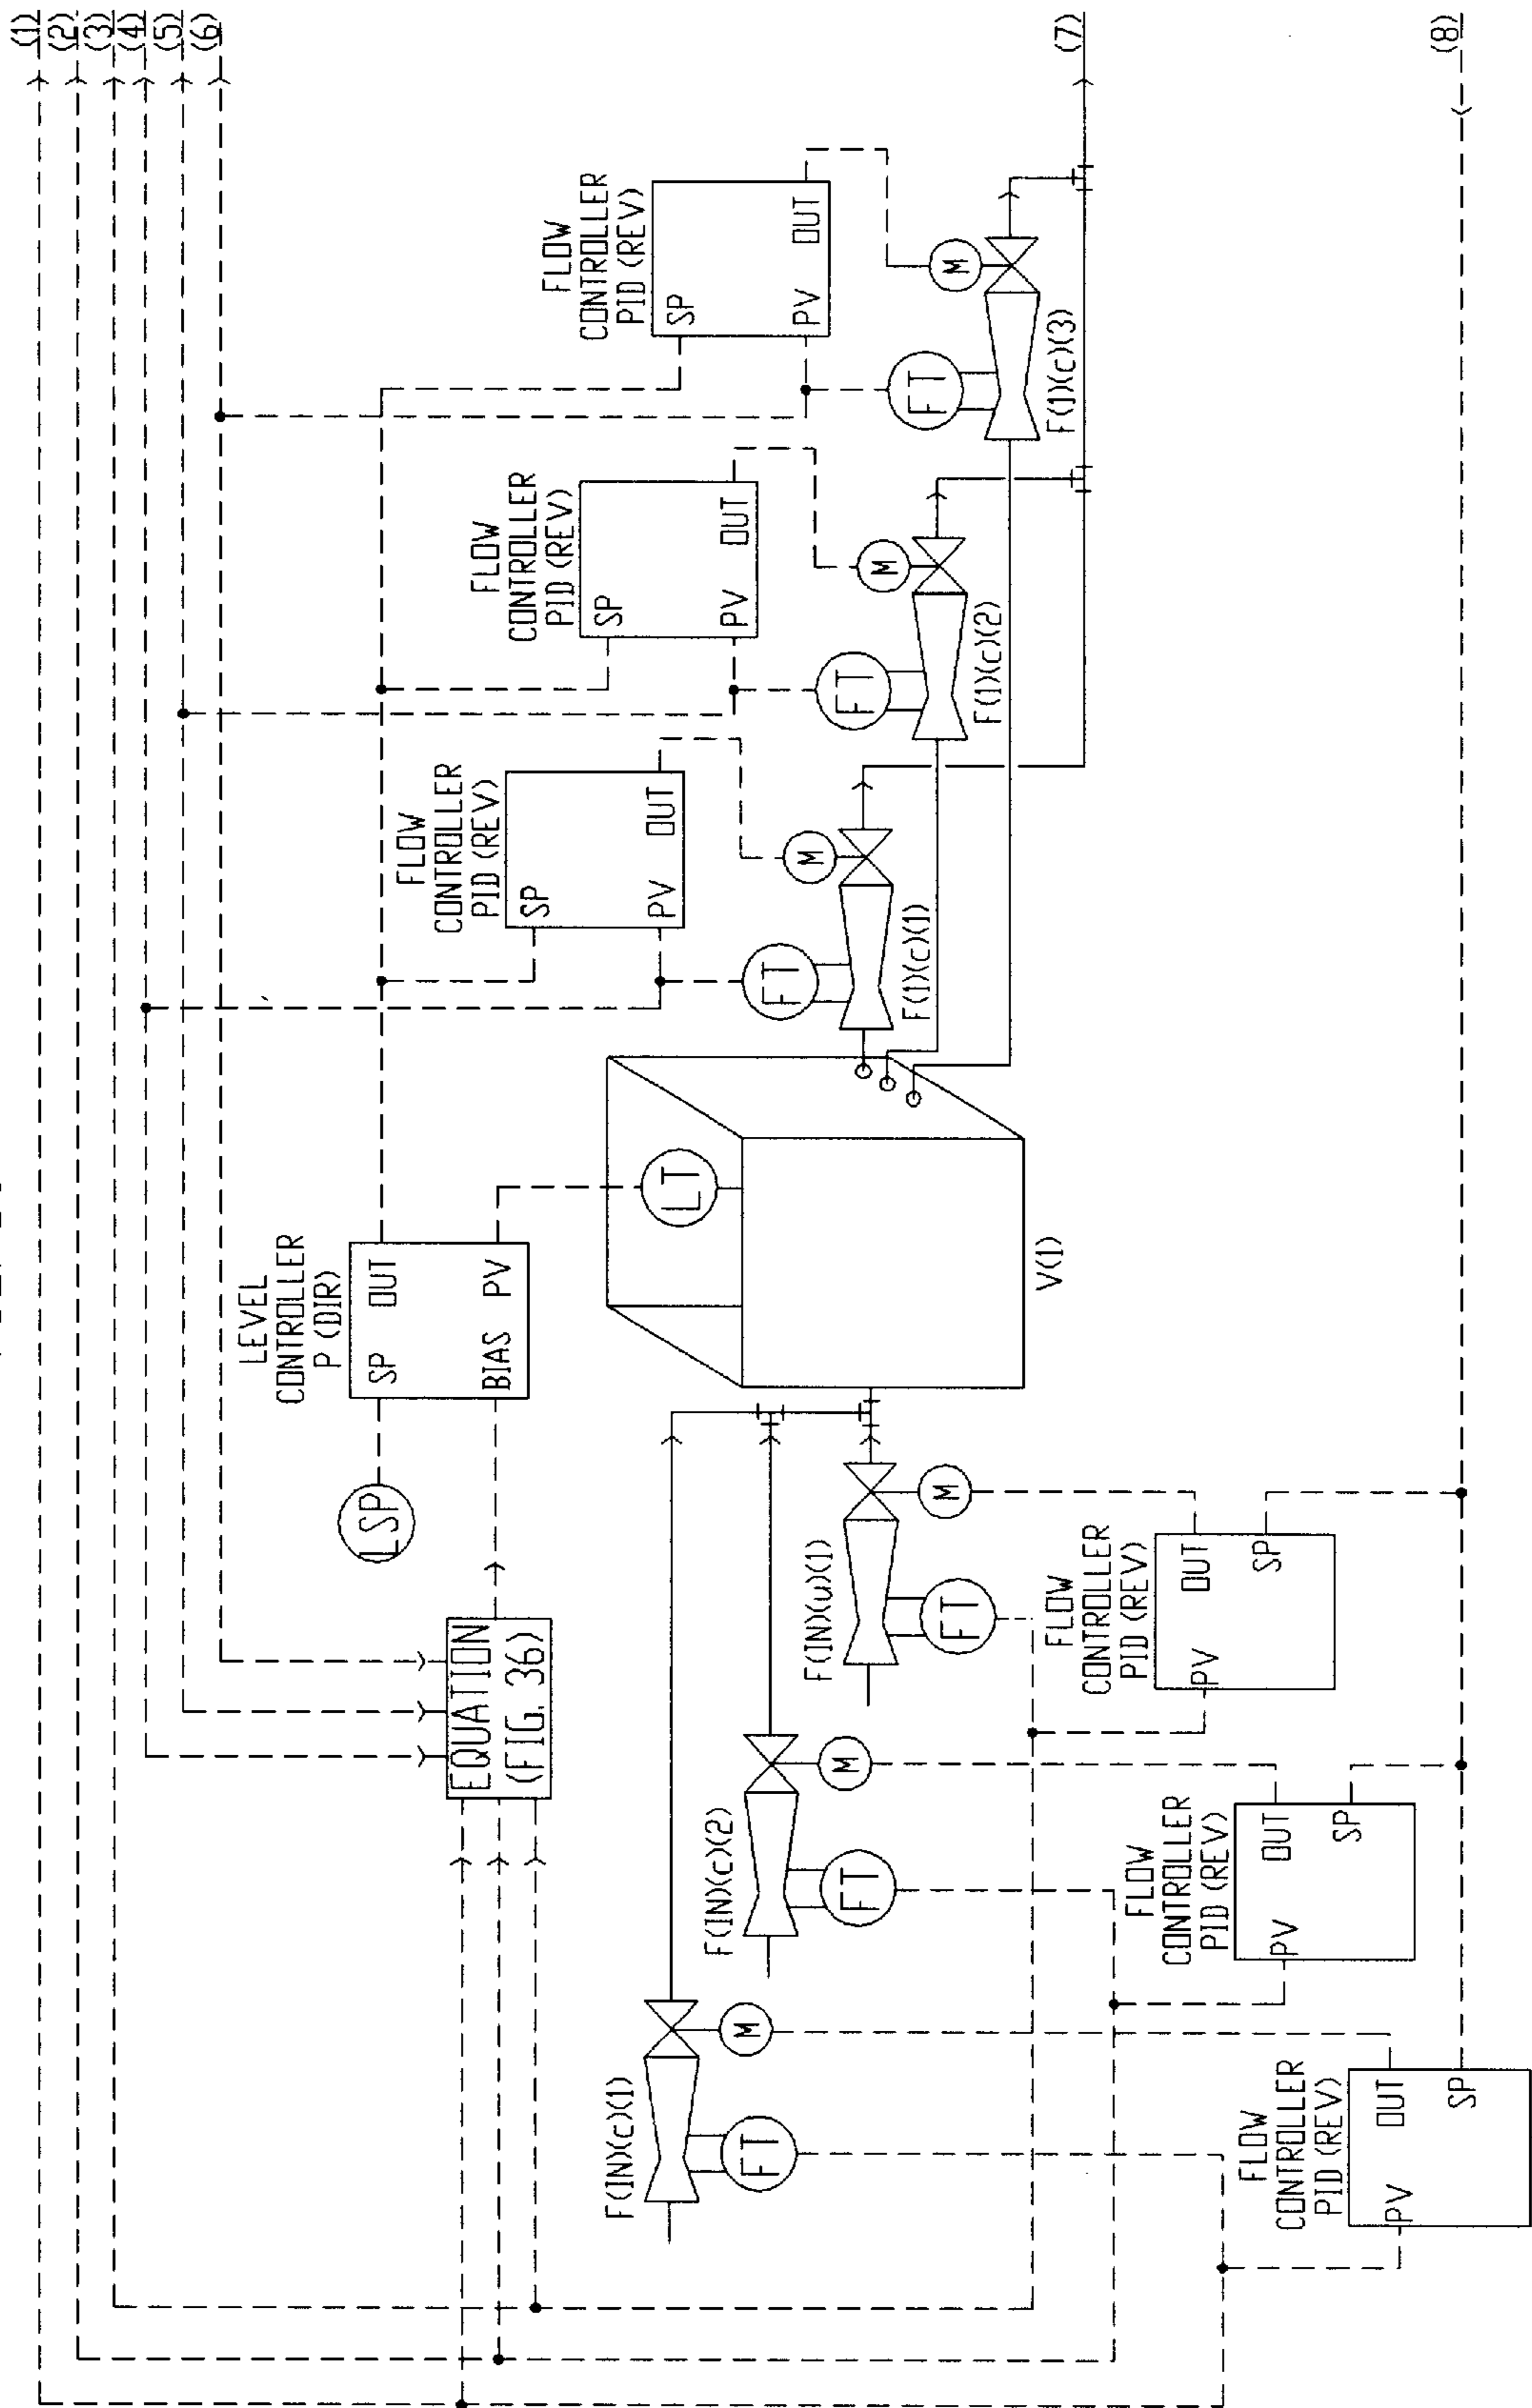 (1)
(2)
(3)
(4)
(5)
(6)
(7)
(8)
FLOW
CONTROLLER
PID (REV)
SP
PV
OUT
M
FT
F(1)(c)(3)
FLOW
CONTROLLER
PID (REV)
SP
PV
OUT
M
FT
F(1)(c)(2)
FLOW
CONTROLLER
PID (REV)
SP
PV
OUT
M
FT
F(1)(c)(1)
LEVEL
CONTROLLER
P (DIR)
SP OUT
BIAS PV
LSP
LT
V(1)
EQUATION
(FIG. 36)
F(IN)(u)(1)
M
FT
FLOW
CONTROLLER
PID (REV)
PV
OUT
SP
F(IN)(c)(2)
M
FT
FLOW
CONTROLLER
PID (REV)
PV
OUT
SP
F(IN)(c)(1)
M
FT
FLOW
CONTROLLER
PID (REV)
PV
OUT
SP